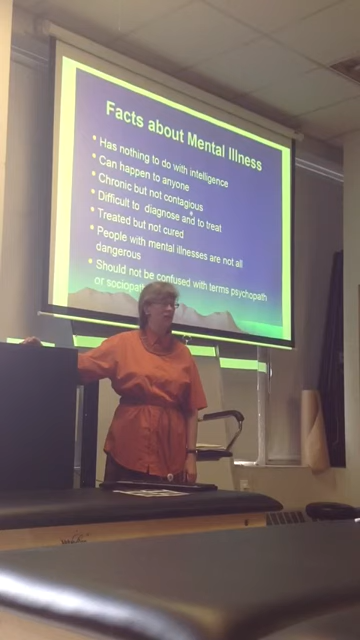 Facts about Mental Illness
Has nothing to do with intelligence
Can happen to anyone
Chronic but not contagious
Difficult to diagnose and to treat
Treated but not cured
People with mental illnesses are not all
dangerous
Should not be confused with terms psychopath
or sociopath